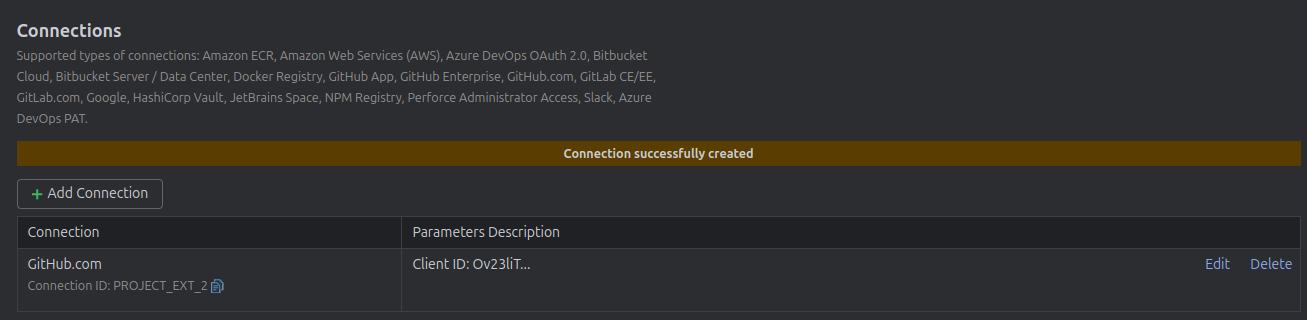 Connections
Supported types of connections: Amazon ECR, Amazon Web Services (AWS), Azure DevOps OAuth 2.0, Bitbucket
Cloud, Bitbucket Server / Data Center, Docker Registry, GitHub App, GitHub Enterprise, GitHub.com, GitLab CE/EE,
GitLab.com, Google, HashiCorp Vault, JetBrains Space, NPM Registry, Perforce Administrator Access, Slack, Azure
DevOps PAT.
Connection successfully created
+ Add Connection
Connection Parameters Description
GitHub.com Client ID: Ov23liT... Edit Delete
Connection ID: PROJECT_EXT_2